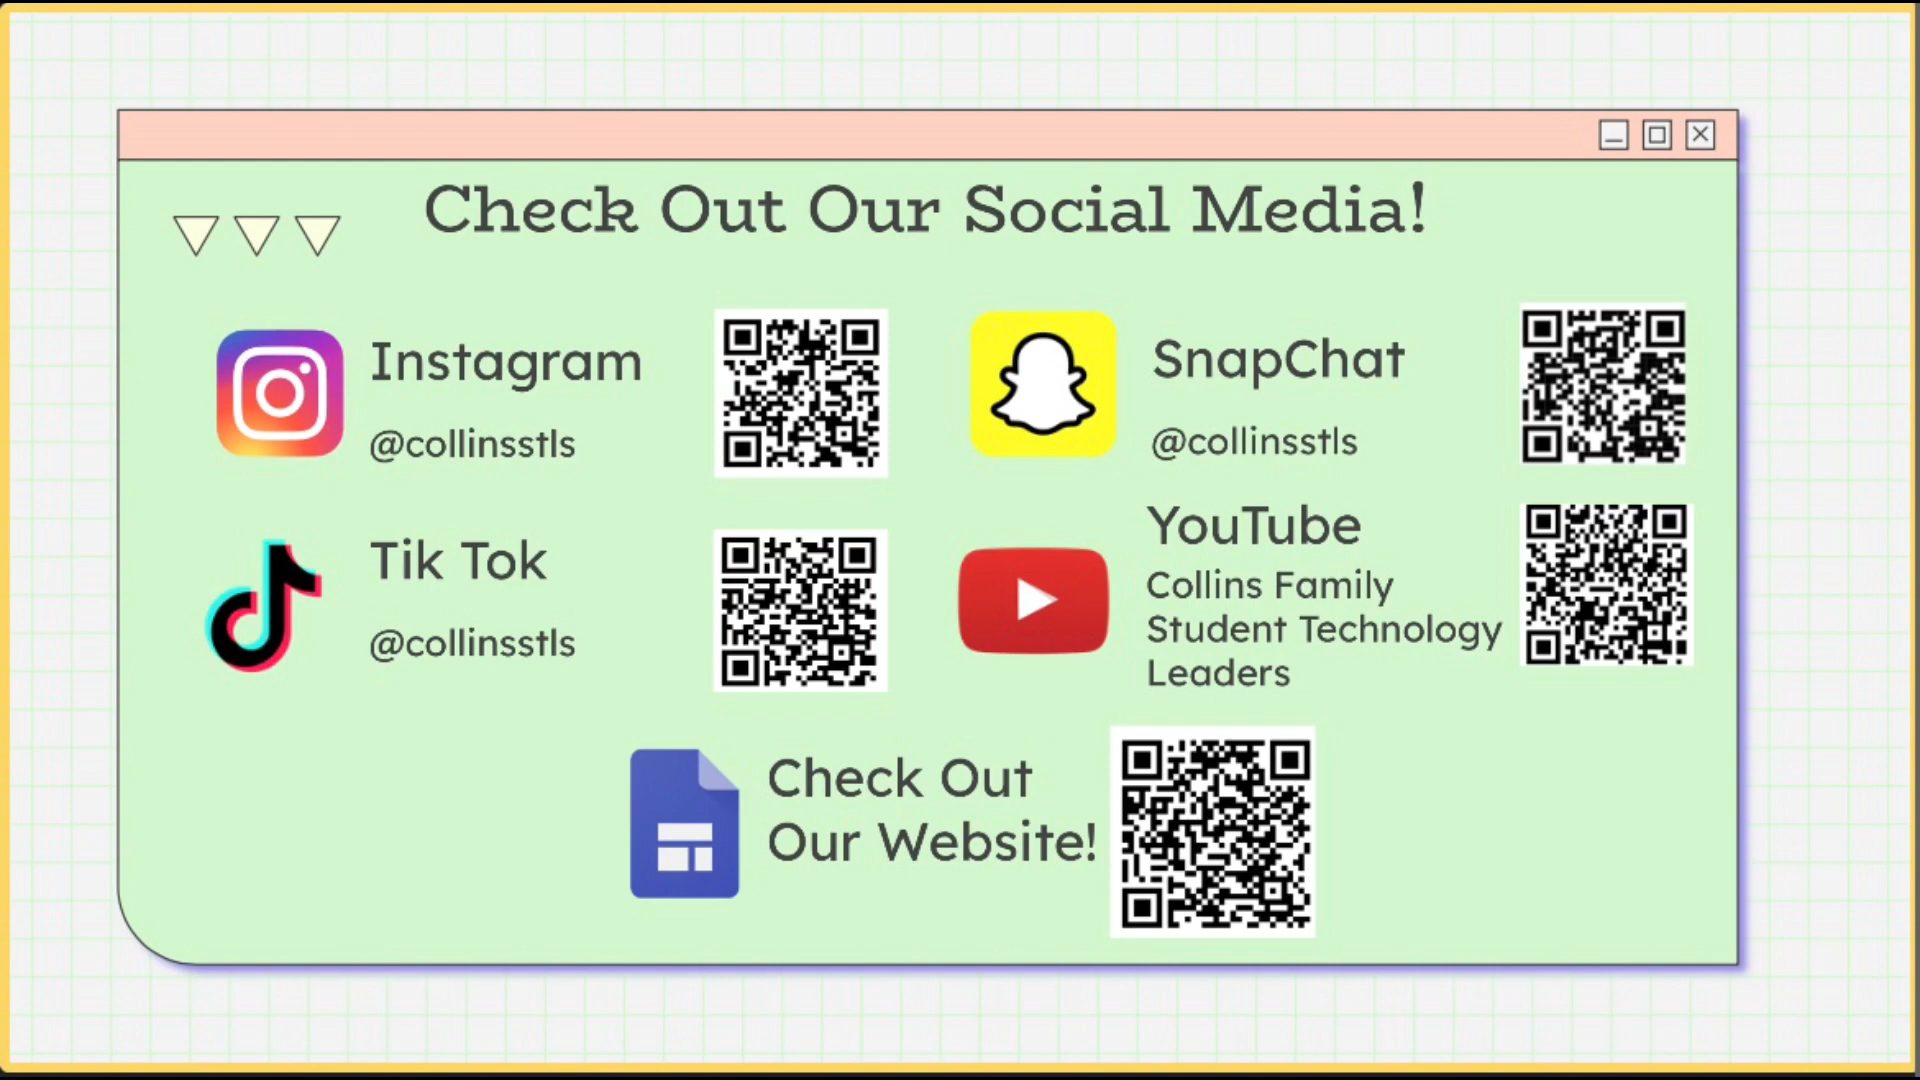 Check Out Our Social Media!
Instagram
@collinsstls
SnapChat
@collinsstls
Tik Tok
@collinsstls
YouTube
Collins Family
Student Technology
Leaders
Check Out
Our Website!